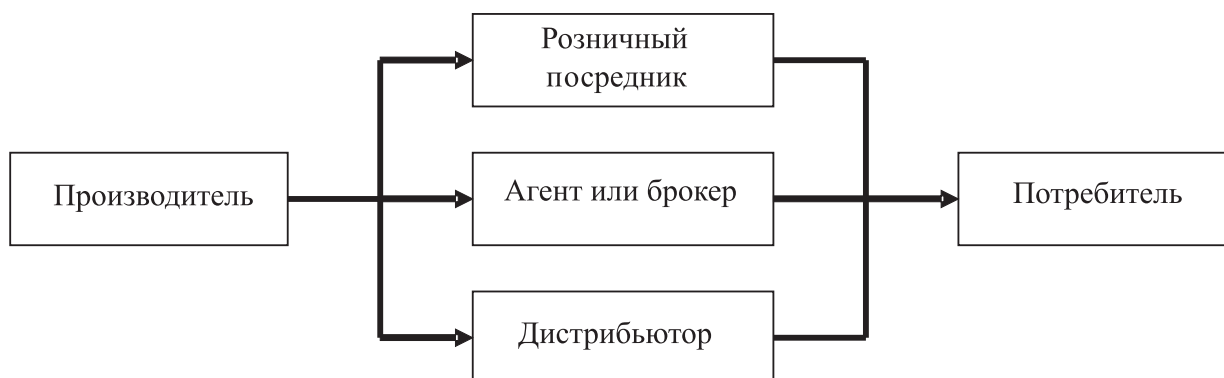 Розничный
посредник
Производитель
Агент или брокер
Потребитель
Дистрибьютор